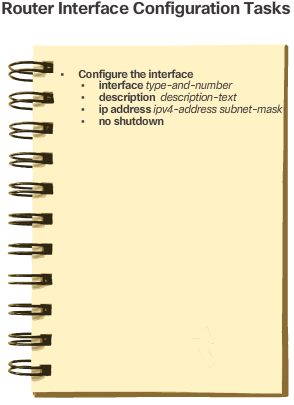 Router Interface Configuration Tasks
▪ Configure the interface
▪ interface type-and-number
▪ description description-text
▪ ip address ipv4-address subnet-mask
▪ no shutdown